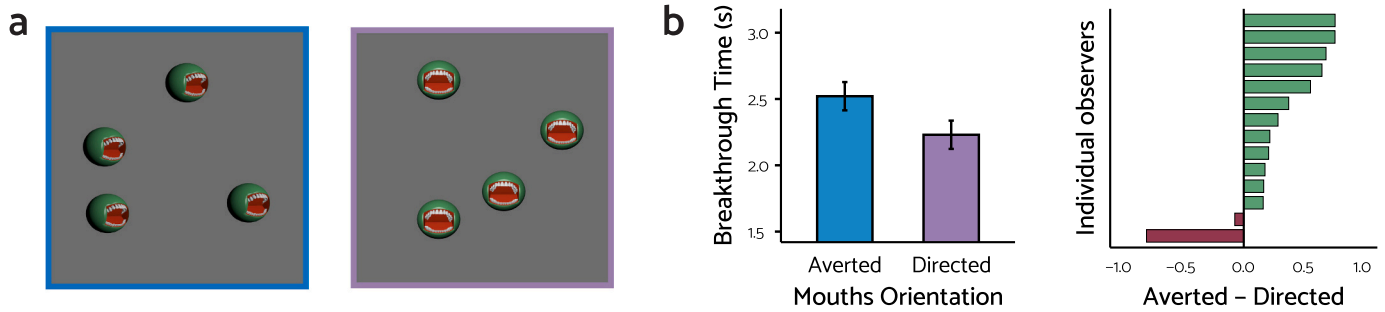 a
b
Breakthrough Time (s)
3.0
2.5
2.0
1.5
Averted Directed
Mouths Orientation
Individual observers
−1.0 −0.5 0.0 0.5 1.0
Averted − Directed